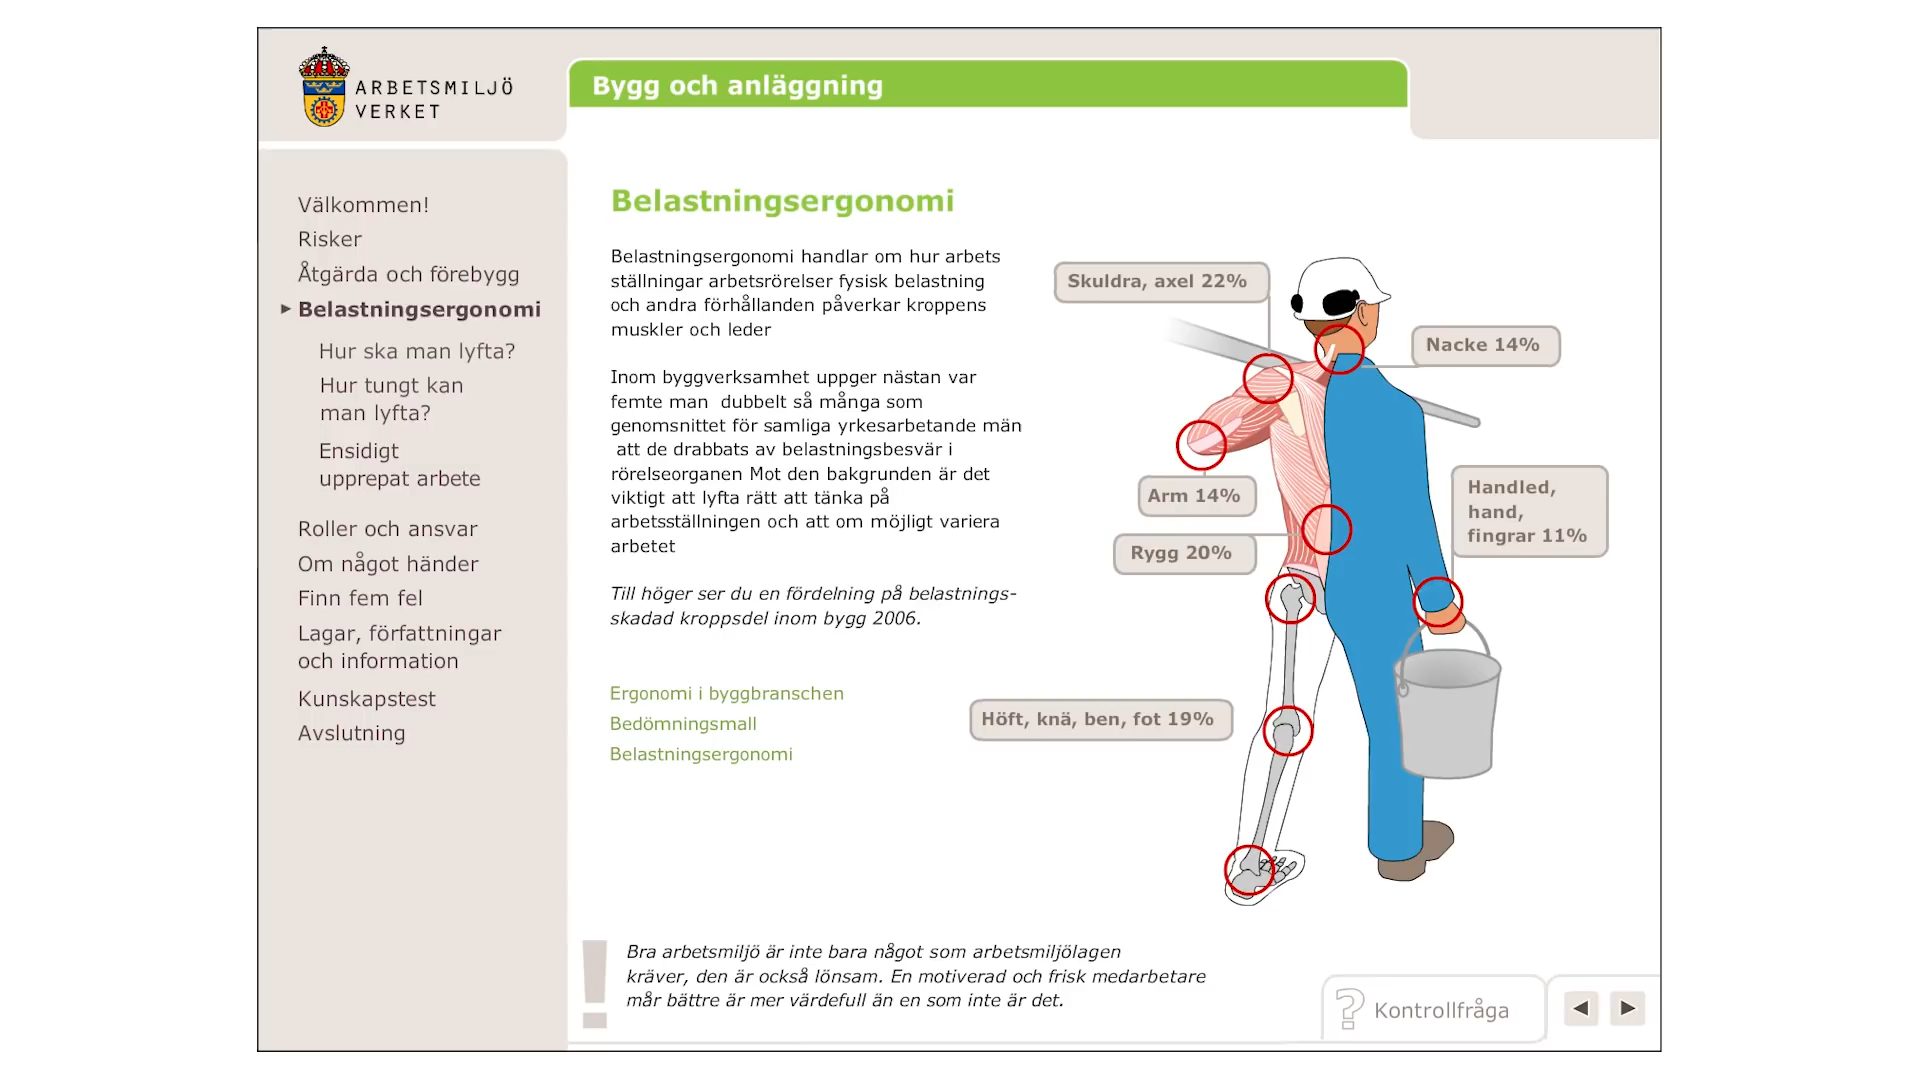 ARBETSMILJÖ
VERKET
Bygg och anläggning
Välkommen!
Risker
Åtgärda och förebygg
Belastningsergonomi
Hur ska man lyfta?
Hur tungt kan
man lyfta?
Ensidigt
upprepat arbete
Roller och ansvar
Om något händer
Finn fem fel
Lagar, författningar
och information
Kunskapstest
Avslutning
Belastningsergonomi
Belastningsergonomi handlar om hur arbets
ställningar arbetsrörelser fysisk belastning
och andra förhållanden påverkar kroppens
muskler och leder
Inom byggverksamhet uppger nästan var
femte man  dubbelt så många som
genomsnittet för samliga yrkesarbetande män
att de drabbats av belastningsbesvär i
rörelseorganen Mot den bakgrunden är det
viktigt att lyfta rätt att tänka på
arbetsställningen och att om möjligt variera
arbetet
Till höger ser du en fördelning på belastnings-
skadad kroppsdel inom bygg 2006.
Ergonomi i byggbranschen
Bedömningsmall
Belastningsergonomi
Skuldra, axel 22%
Nacke 14%
Arm 14%
Handled,
hand,
fingrar 11%
Rygg 20%
Höft, knä, ben, fot 19%
Bra arbetsmiljö är inte bara något som arbetsmiljölagen
kräver, den är också lönsam. En motiverad och frisk medarbetare
mår bättre är mer värdefull än en som inte är det.
Kontrollfråga